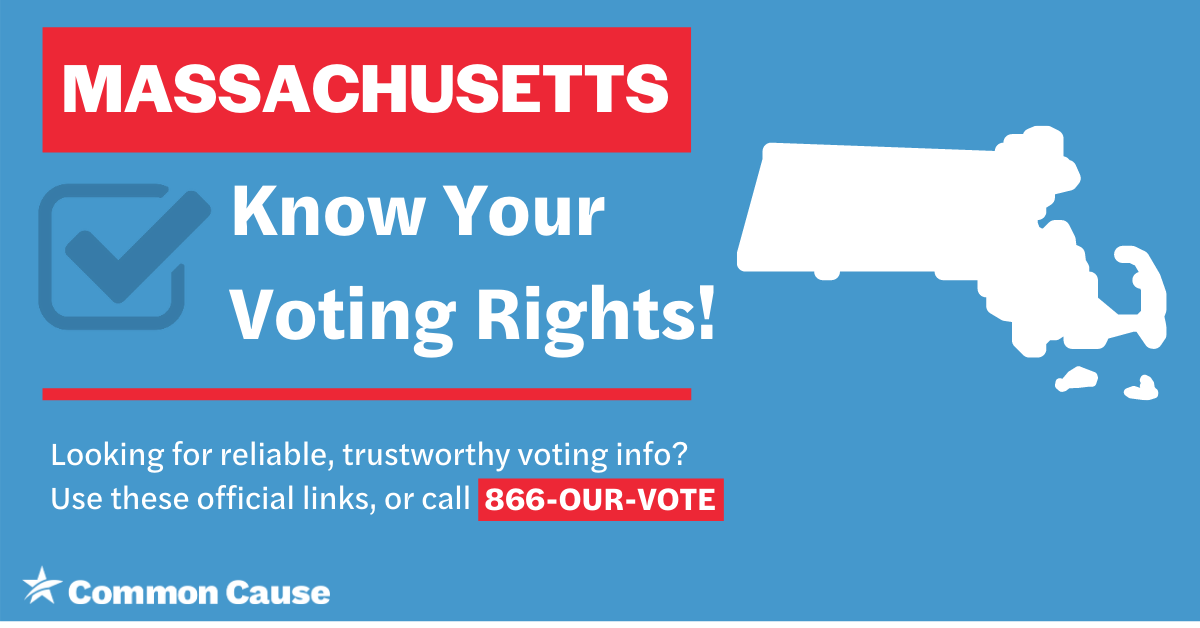 MASSACHUSETTS
Know Your
Voting Rights!
Looking for reliable, trustworthy voting info?
Use these official links, or call 866-OUR-VOTE
Common Cause